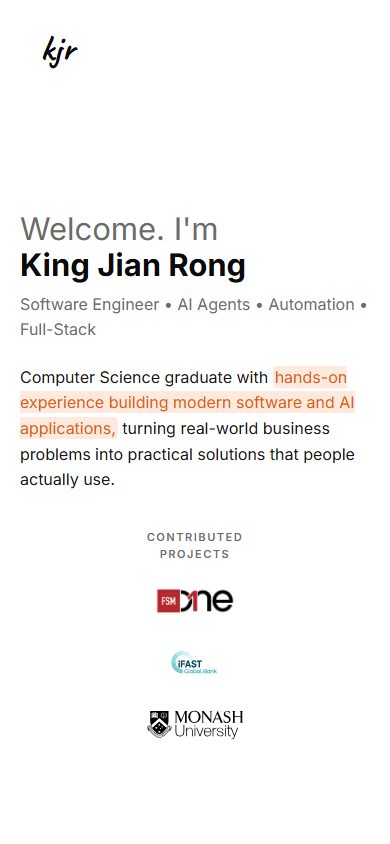 kjr
Welcome. I'm
King Jian Rong
Software Engineer • AI Agents • Automation •
Full-Stack
Computer Science graduate with hands-on
experience building modern software and AI
applications, turning real-world business
problems into practical solutions that people
actually use.
CONTRIBUTED
PROJECTS
FSM one
iFAST
Global Bank
MONASH
University